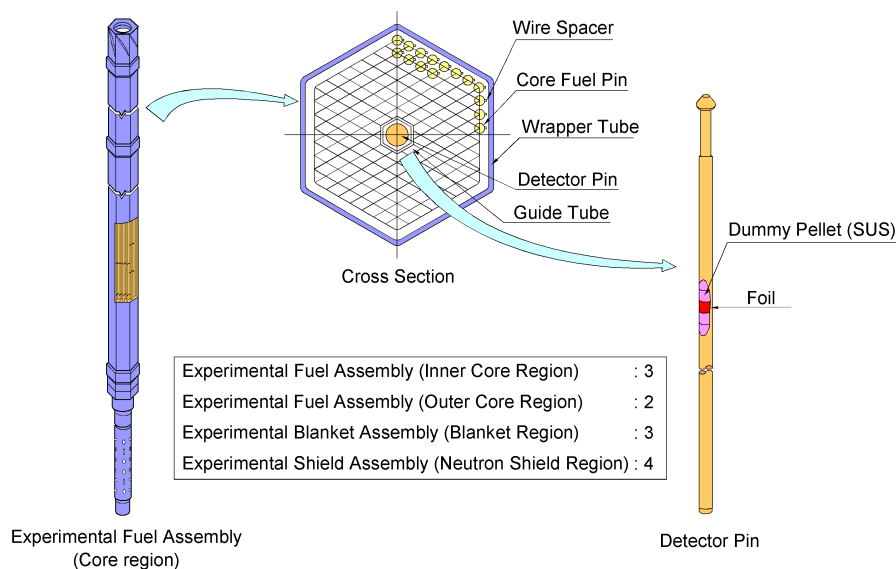 Wire Spacer
Core Fuel Pin
Wrapper Tube
Detector Pin
Guide Tube
Cross Section
Dummy Pellet (SUS)
Foil
Experimental Fuel Assembly (Inner Core Region) : 3
Experimental Fuel Assembly (Outer Core Region) : 2
Experimental Blanket Assembly (Blanket Region) : 3
Experimental Shield Assembly (Neutron Shield Region) : 4
Experimental Fuel Assembly
(Core region)
Detector Pin